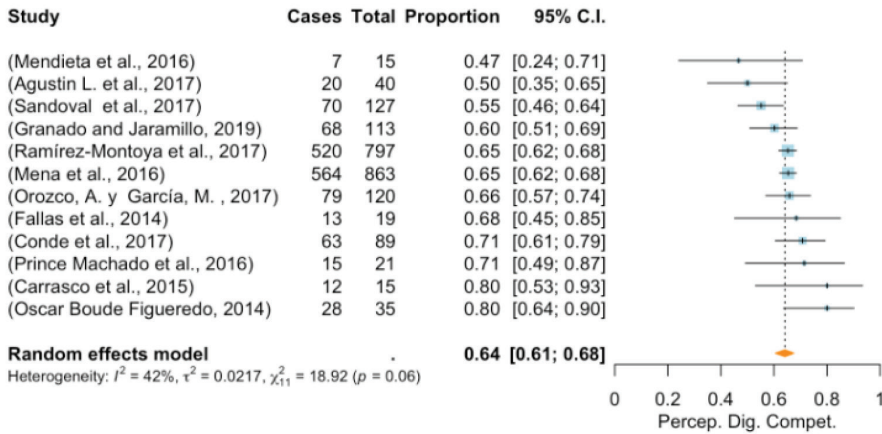 Study Cases Total Proportion 95% C.I.
(Mendieta et al., 2016) 7 15 0.47 [0.24; 0.71]
(Agustin L. et al., 2017) 20 40 0.50 [0.35; 0.65]
(Sandoval et al., 2017) 70 127 0.55 [0.46; 0.64]
(Granado and Jaramillo, 2019) 68 113 0.60 [0.51; 0.69]
(Ramírez-Montoya et al., 2017) 520 797 0.65 [0.62; 0.68]
(Mena et al., 2016) 564 863 0.65 [0.62; 0.68]
(Orozco, A. y García, M. , 2017) 79 120 0.66 [0.57; 0.74]
(Fallas et al., 2014) 13 19 0.68 [0.45; 0.85]
(Conde et al., 2017) 63 89 0.71 [0.61; 0.79]
(Prince Machado et al., 2016) 15 21 0.71 [0.49; 0.87]
(Carrasco et al., 2015) 12 15 0.80 [0.53; 0.93]
(Oscar Boude Figueredo, 2014) 28 35 0.80 [0.64; 0.90]
Random effects model . 0.64 [0.61; 0.68]
Heterogeneity: I² = 42%, τ² = 0.0217, χ²₁₁ = 18.92 (p = 0.06)
0 0.2 0.4 0.6 0.8 1
Percep. Dig. Compet.